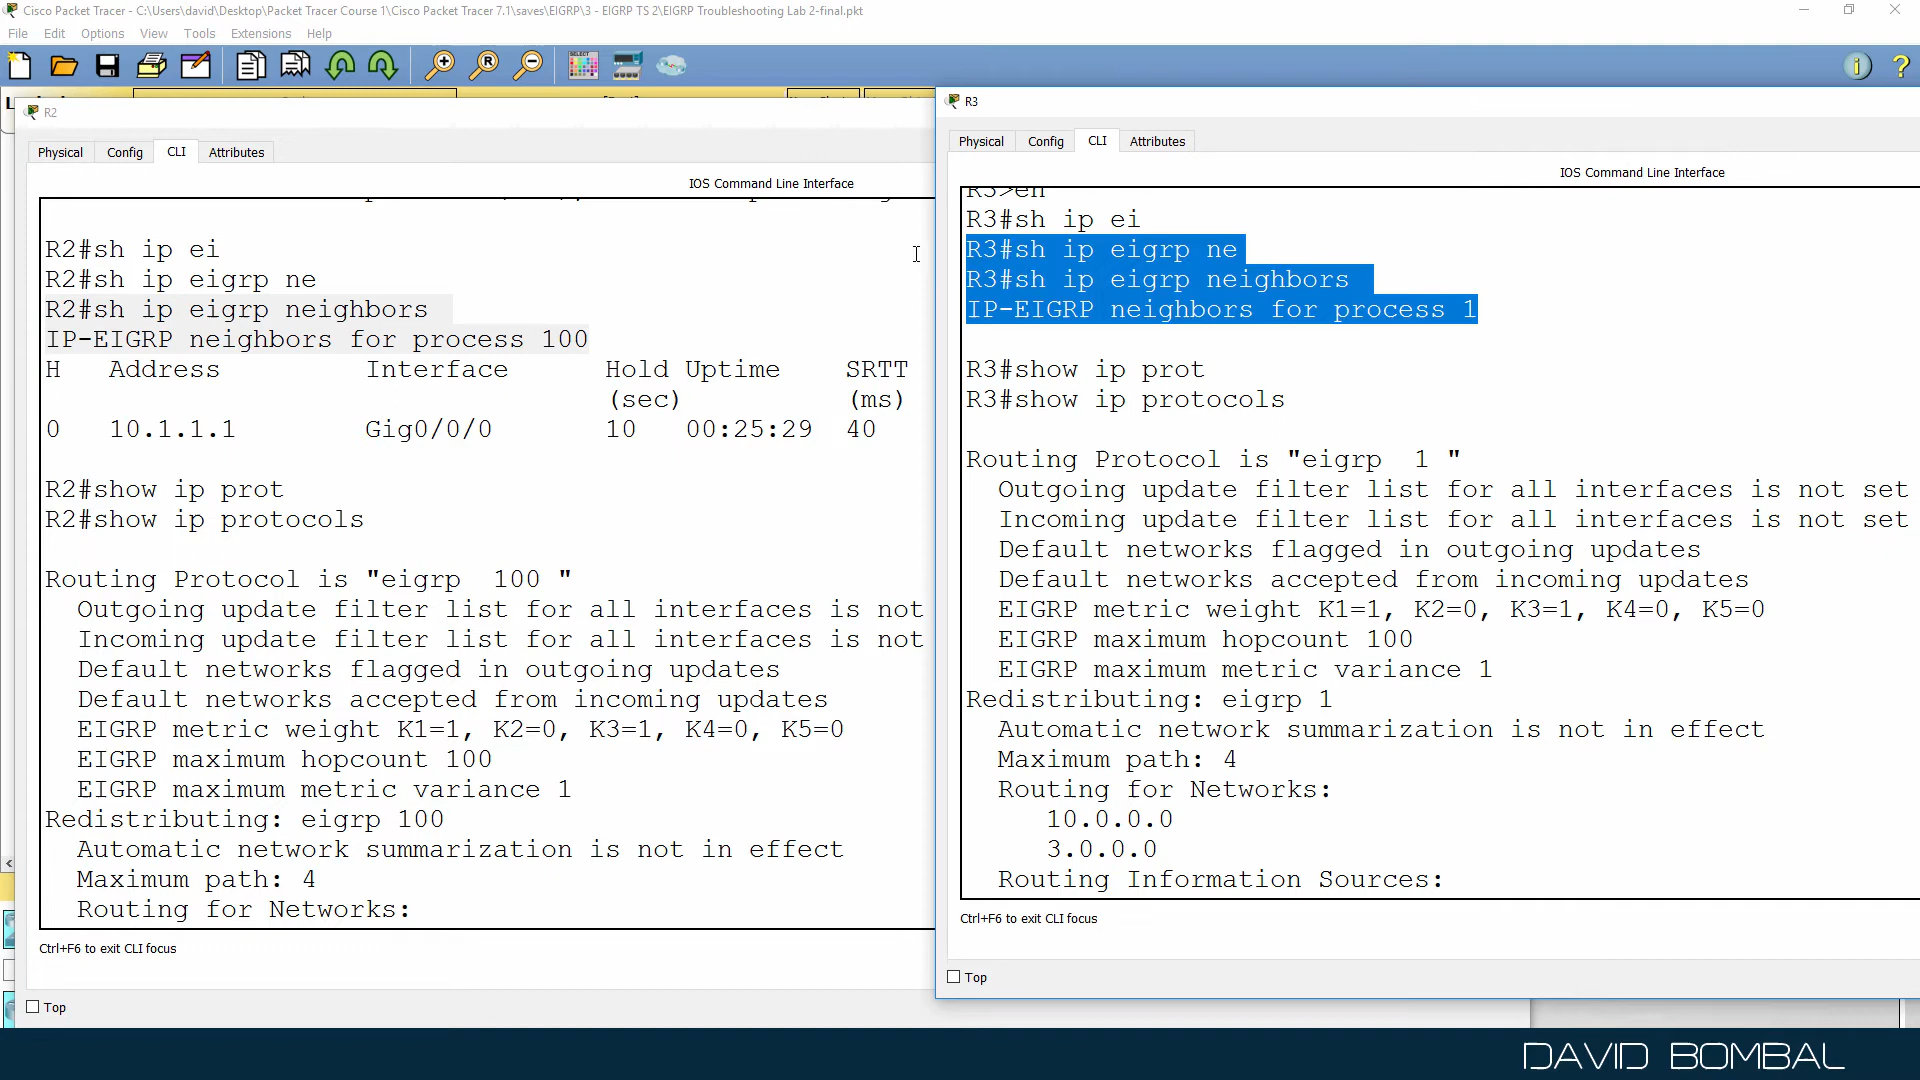 Cisco Packet Tracer - C:\Users\david\Desktop\Packet Tracer Course 1\Cisco Packet Tracer 7.1\saves\EIGRP\3 - EIGRP TS 2\EIGRP Troubleshooting Lab 2-final.pkt
File Edit Options View Tools Extensions Help
R2
Physical Config CLI Attributes
IOS Command Line Interface
R2#sh ip ei
R2#sh ip eigrp ne
R2#sh ip eigrp neighbors
IP-EIGRP neighbors for process 100
H Address Interface Hold Uptime SRTT
(sec) (ms)
0 10.1.1.1 Gig0/0/0 10 00:25:29 40
R2#show ip prot
R2#show ip protocols
Routing Protocol is "eigrp 100 "
Outgoing update filter list for all interfaces is not
Incoming update filter list for all interfaces is not
Default networks flagged in outgoing updates
Default networks accepted from incoming updates
EIGRP metric weight K1=1, K2=0, K3=1, K4=0, K5=0
EIGRP maximum hopcount 100
EIGRP maximum metric variance 1
Redistributing: eigrp 100
Automatic network summarization is not in effect
Maximum path: 4
Routing for Networks:
Ctrl+F6 to exit CLI focus
Top
R3
Physical Config CLI Attributes
IOS Command Line Interface
R3>en
R3#sh ip ei
R3#sh ip eigrp ne
R3#sh ip eigrp neighbors
IP-EIGRP neighbors for process 1
R3#show ip prot
R3#show ip protocols
Routing Protocol is "eigrp 1 "
Outgoing update filter list for all interfaces is not set
Incoming update filter list for all interfaces is not set
Default networks flagged in outgoing updates
Default networks accepted from incoming updates
EIGRP metric weight K1=1, K2=0, K3=1, K4=0, K5=0
EIGRP maximum hopcount 100
EIGRP maximum metric variance 1
Redistributing: eigrp 1
Automatic network summarization is not in effect
Maximum path: 4
Routing for Networks:
10.0.0.0
3.0.0.0
Routing Information Sources:
Ctrl+F6 to exit CLI focus
Top
DAVID BOMBAL